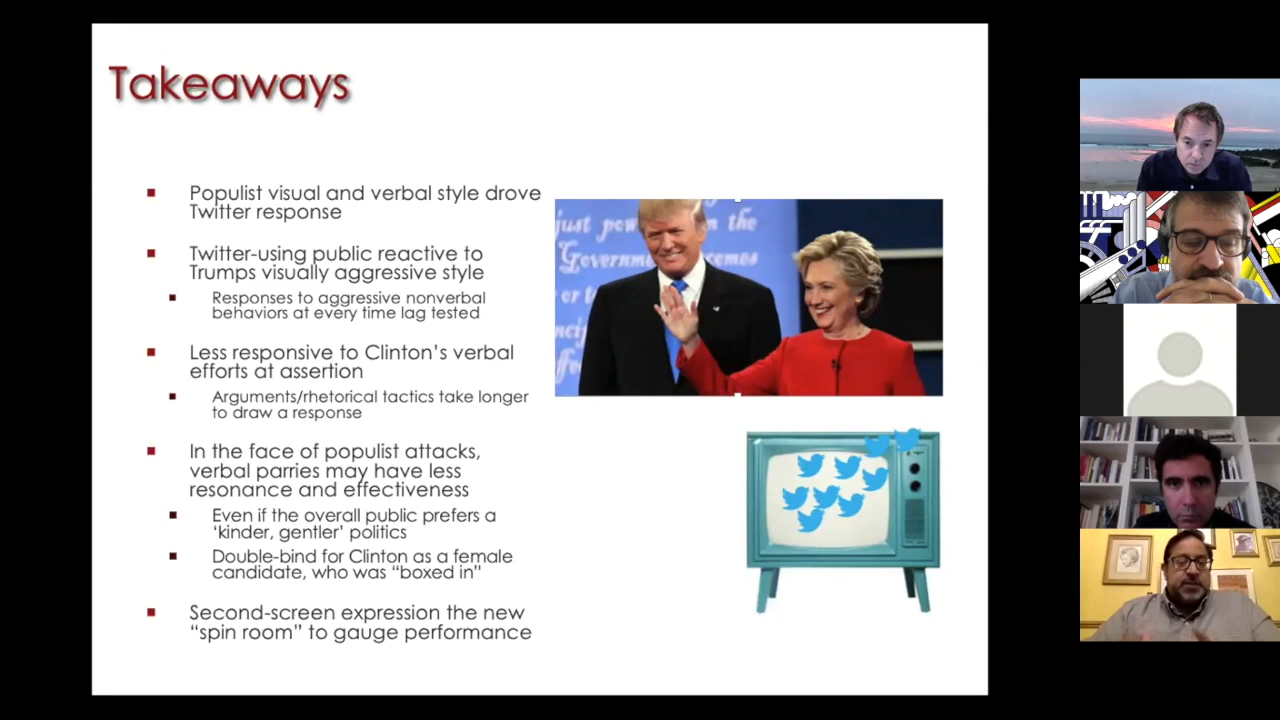 Takeaways
Populist visual and verbal style drove
Twitter response
Twitter-using public reactive to
Trumps visually aggressive style
Responses to aggressive nonverbal
behaviors at every time lag tested
Less responsive to Clinton’s verbal
efforts at assertion
Arguments/rhetorical tactics take longer
to draw a response
In the face of populist attacks,
verbal parries may have less
resonance and effectiveness
Even if the overall public prefers a
‘kinder, gentler’ politics
Double-bind for Clinton as a female
candidate, who was “boxed in”
Second-screen expression the new
“spin room” to gauge performance
just the
Government